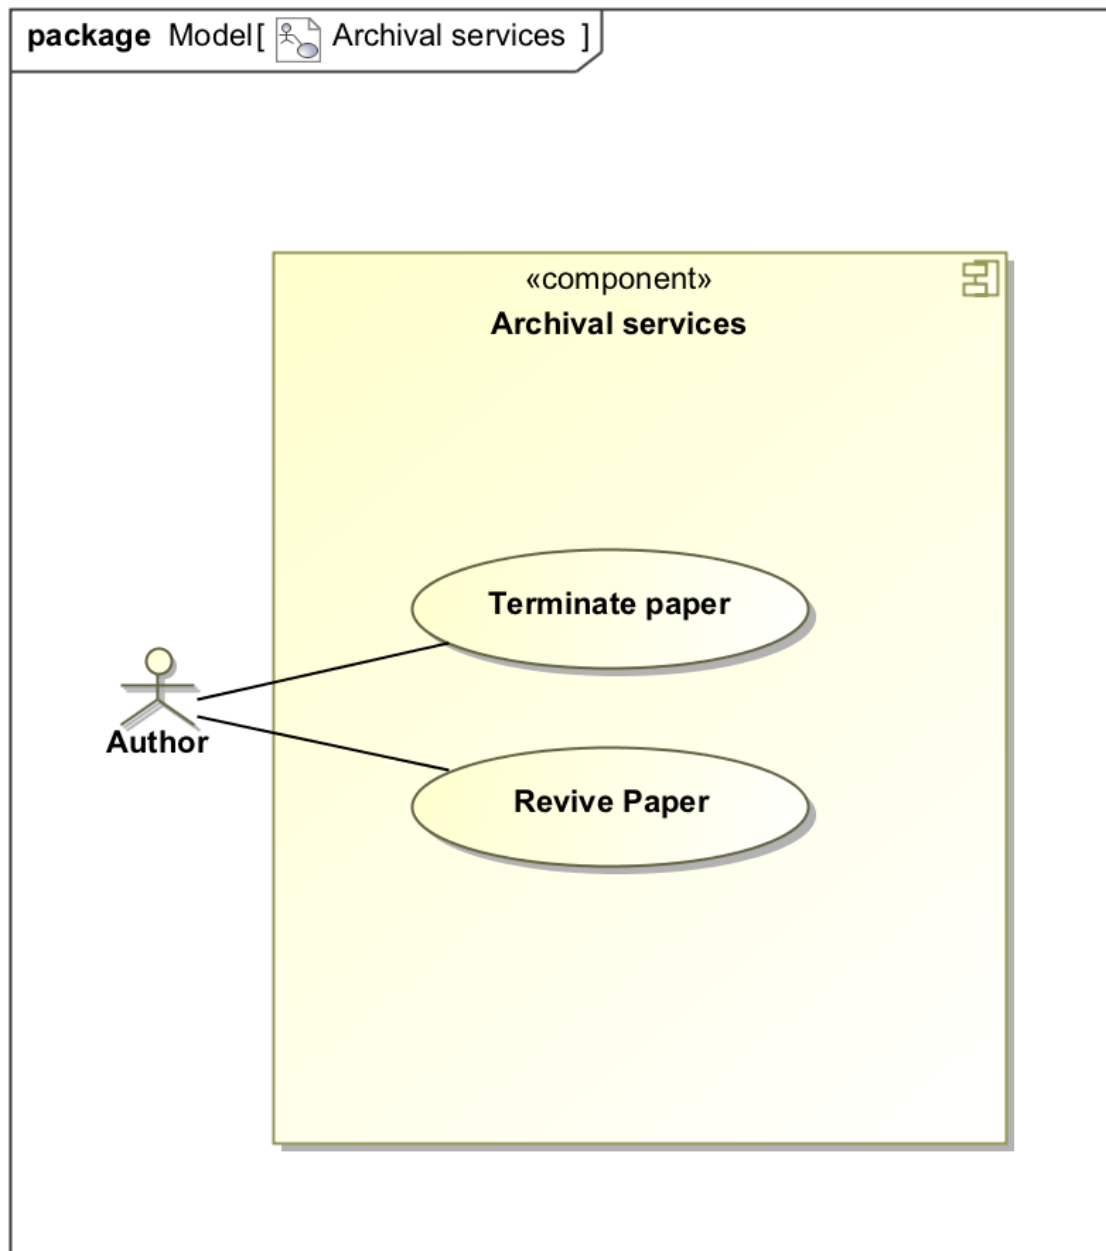 package Model[ Archival services ]
«component»
Archival services
Terminate paper
Author
Revive Paper